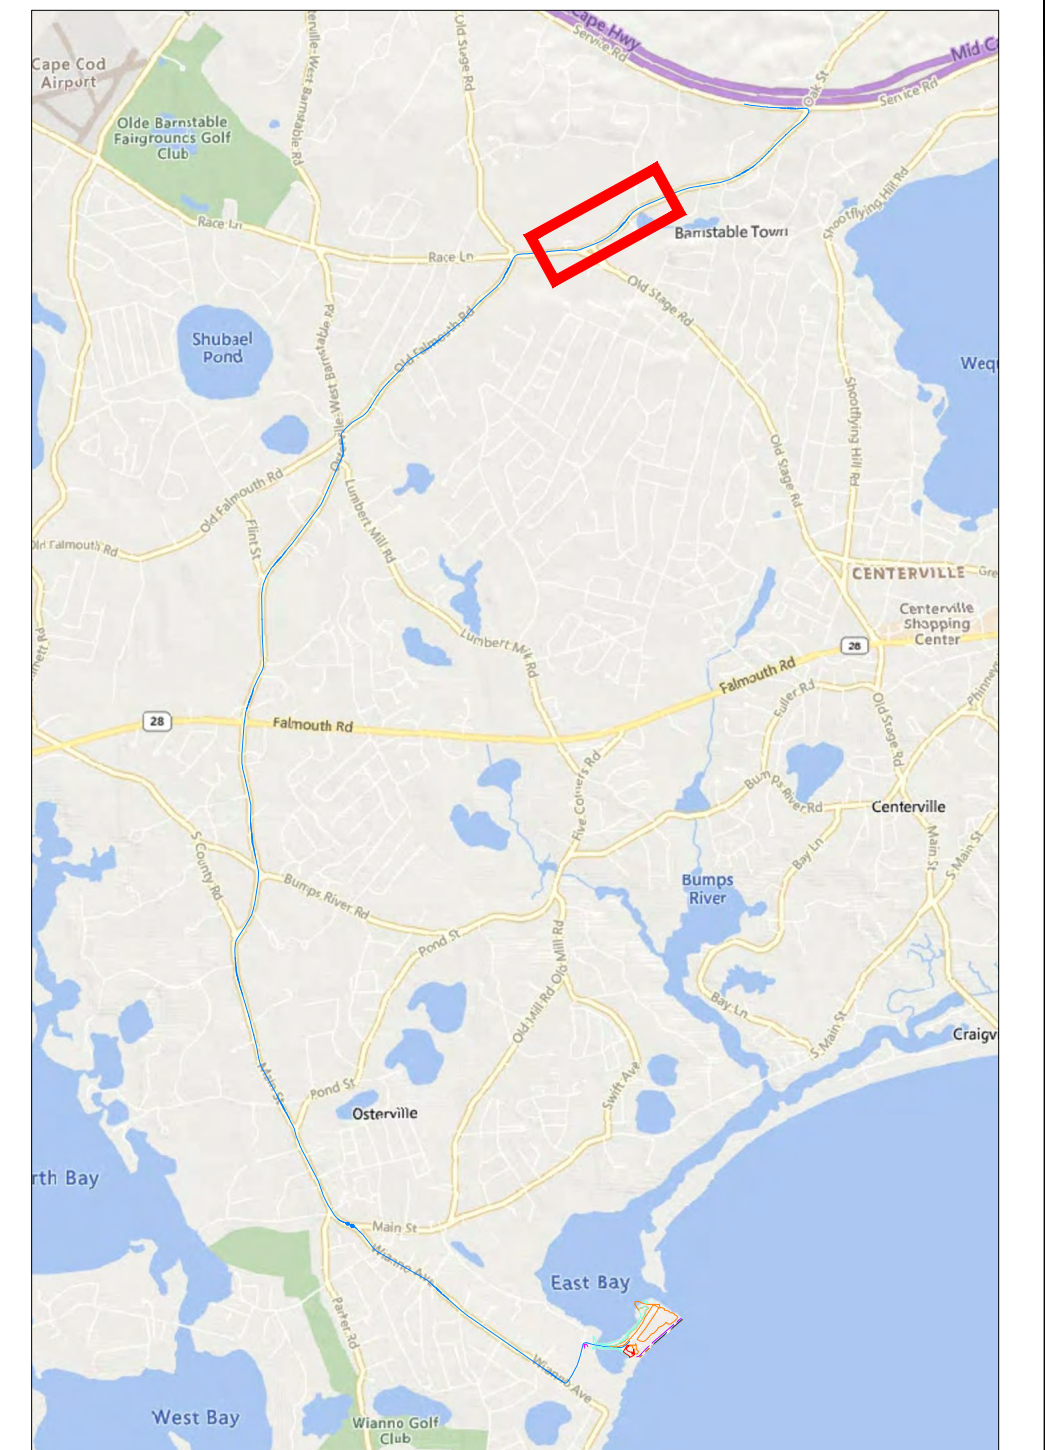 Cape Hwy
Service Rd
Mid C
Cape Cod
Airport
Old Stage Rd
Oak St
Service Rd
Olde Barnstable
Fairgrounds Golf
Club
Shootflying Hill Rd
Race Ln
Barnstable Town
Race Ln
Old Stage Rd
Shubael
Pond
Old Falmouth Rd
Weq
Shootflying Hill Rd
Old Stage Rd
Old Falmouth Rd
Lumbert Mill Rd
Flint St
Old Falmouth Rd
CENTERVILLE
Gre
Centerville
Shopping
Center
Lumbert Mill Rd
28
Falmouth Rd
Fuller Rd
Phinney
28
Falmouth Rd
Old Stage Rd
Five Corners Rd
Bumps River Rd
Centerville
S County Rd
Main St
S Main St
Bay Ln
Bumps
River
Bumps River Rd
Pond St
Old Mill Rd
Old Mill Rd
Bay Ln
S Main St
Craigv
Main St
Pond St
Swift Ave
Osterville
rth Bay
Main St
Wianno Ave
East Bay
Parker Rd
Wianno Ave
West Bay
Wianno Golf
Club